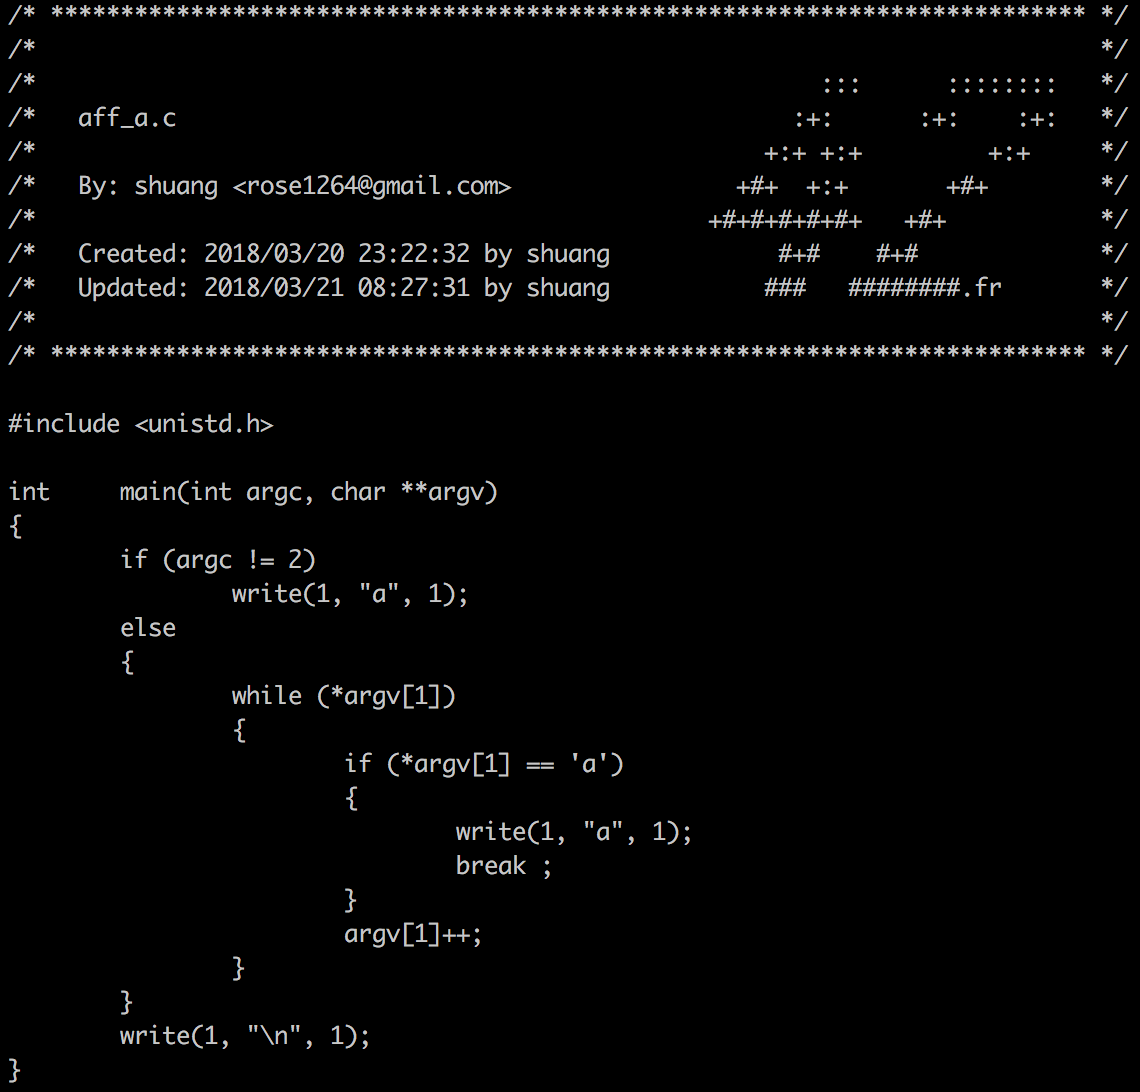 /* ************************************************************************** */
/*                                                                            */
/*                                                        :::      ::::::::   */
/*   aff_a.c                                            :+:      :+:    :+:   */
/*                                                    +:+ +:+         +:+     */
/*   By: shuang <rose1264@gmail.com>                +#+  +:+       +#+        */
/*                                                +#+#+#+#+#+   +#+           */
/*   Created: 2018/03/20 23:22:32 by shuang            #+#    #+#             */
/*   Updated: 2018/03/21 08:27:31 by shuang           ###   ########.fr       */
/*                                                                            */
/* ************************************************************************** */

#include <unistd.h>

int     main(int argc, char **argv)
{
        if (argc != 2)
                write(1, "a", 1);
        else
        {
                while (*argv[1])
                {
                        if (*argv[1] == 'a')
                        {
                                write(1, "a", 1);
                                break ;
                        }
                        argv[1]++;
                }
        }
        write(1, "\n", 1);
}